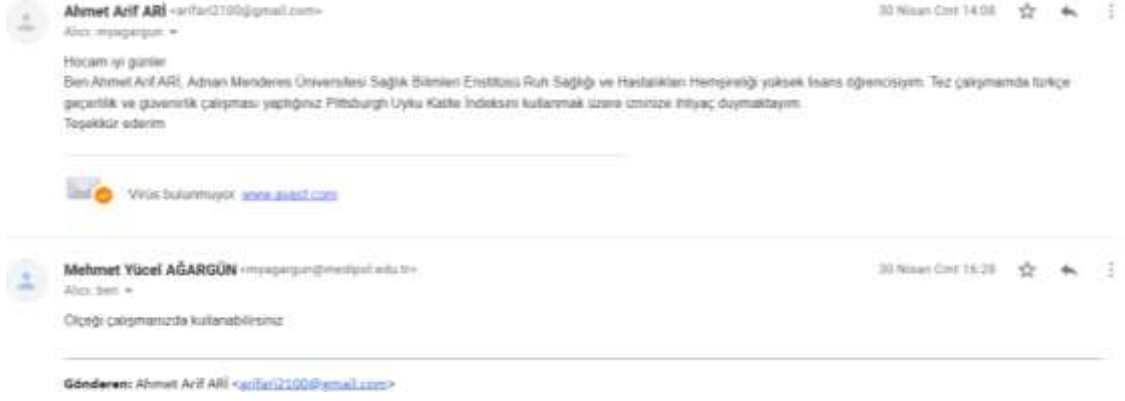 Ahmet Arif ARİ <arifari2100@gmail.com>
30 Nisan Cmt 14:08
Alıcı: myagargun
Hocam iyi günler
Ben Ahmet Arif ARİ, Adnan Menderes Üniversitesi Sağlık Bilimleri Enstitüsü Ruh Sağlığı ve Hastalıkları Hemşireliği yüksek lisans öğrencisiyim. Tez çalışmamda türkçe
geçerlilik ve güvenirlik çalışması yaptığınız Pittsburgh Uyku Kalite İndeksini kullanmak üzere izninize ihtiyaç duymaktayım.
Teşekkür ederim
Virüs bulunmuyor. www.avast.com
Mehmet Yücel AĞARGÜN <myagargun@medipol.edu.tr>
30 Nisan Cmt 16:28
Alıcı: ben
Ölçeği çalışmanızda kullanabilirsiniz
Gönderen: Ahmet Arif ARİ <arifari2100@gmail.com>